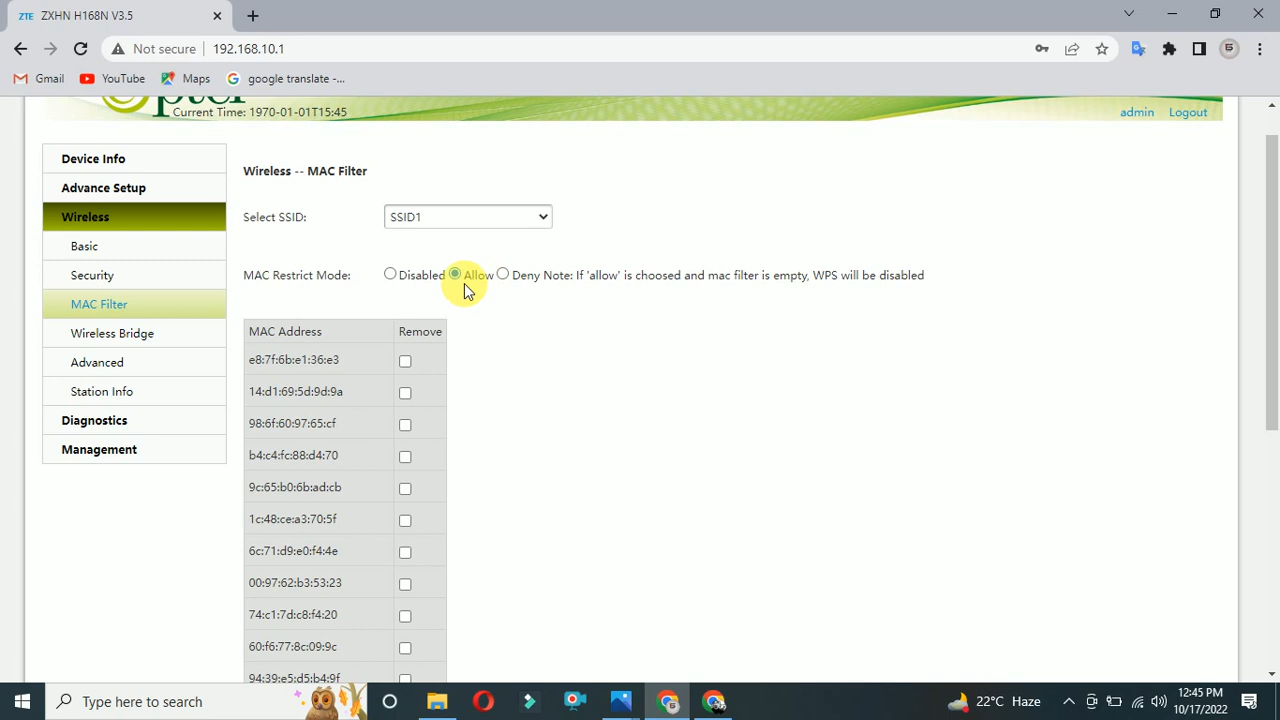 ZTE ZXHN H168N V3.5
Not secure 192.168.10.1
Gmail YouTube Maps google translate -...
ptcl
Current Time: 1970-01-01T15:45
admin Logout
Device Info
Advance Setup
Wireless
Basic
Security
MAC Filter
Wireless Bridge
Advanced
Station Info
Diagnostics
Management
Wireless -- MAC Filter
Select SSID: SSID1
MAC Restrict Mode: Disabled Allow Deny Note: If 'allow' is choosed and mac filter is empty, WPS will be disabled
MAC Address Remove
e8:7f:6b:e1:36:e3
14:d1:69:5d:9d:9a
98:6f:60:97:65:cf
b4:c4:fc:88:d4:70
9c:65:b0:6b:ad:cb
1c:48:ce:a3:70:5f
6c:71:d9:e0:f4:4e
00:97:62:b3:53:23
74:c1:7d:c8:f4:20
60:f6:77:8c:09:9c
94:39:e5:d5:b4:9f
Type here to search
22°C Haze
12:45 PM
10/17/2022